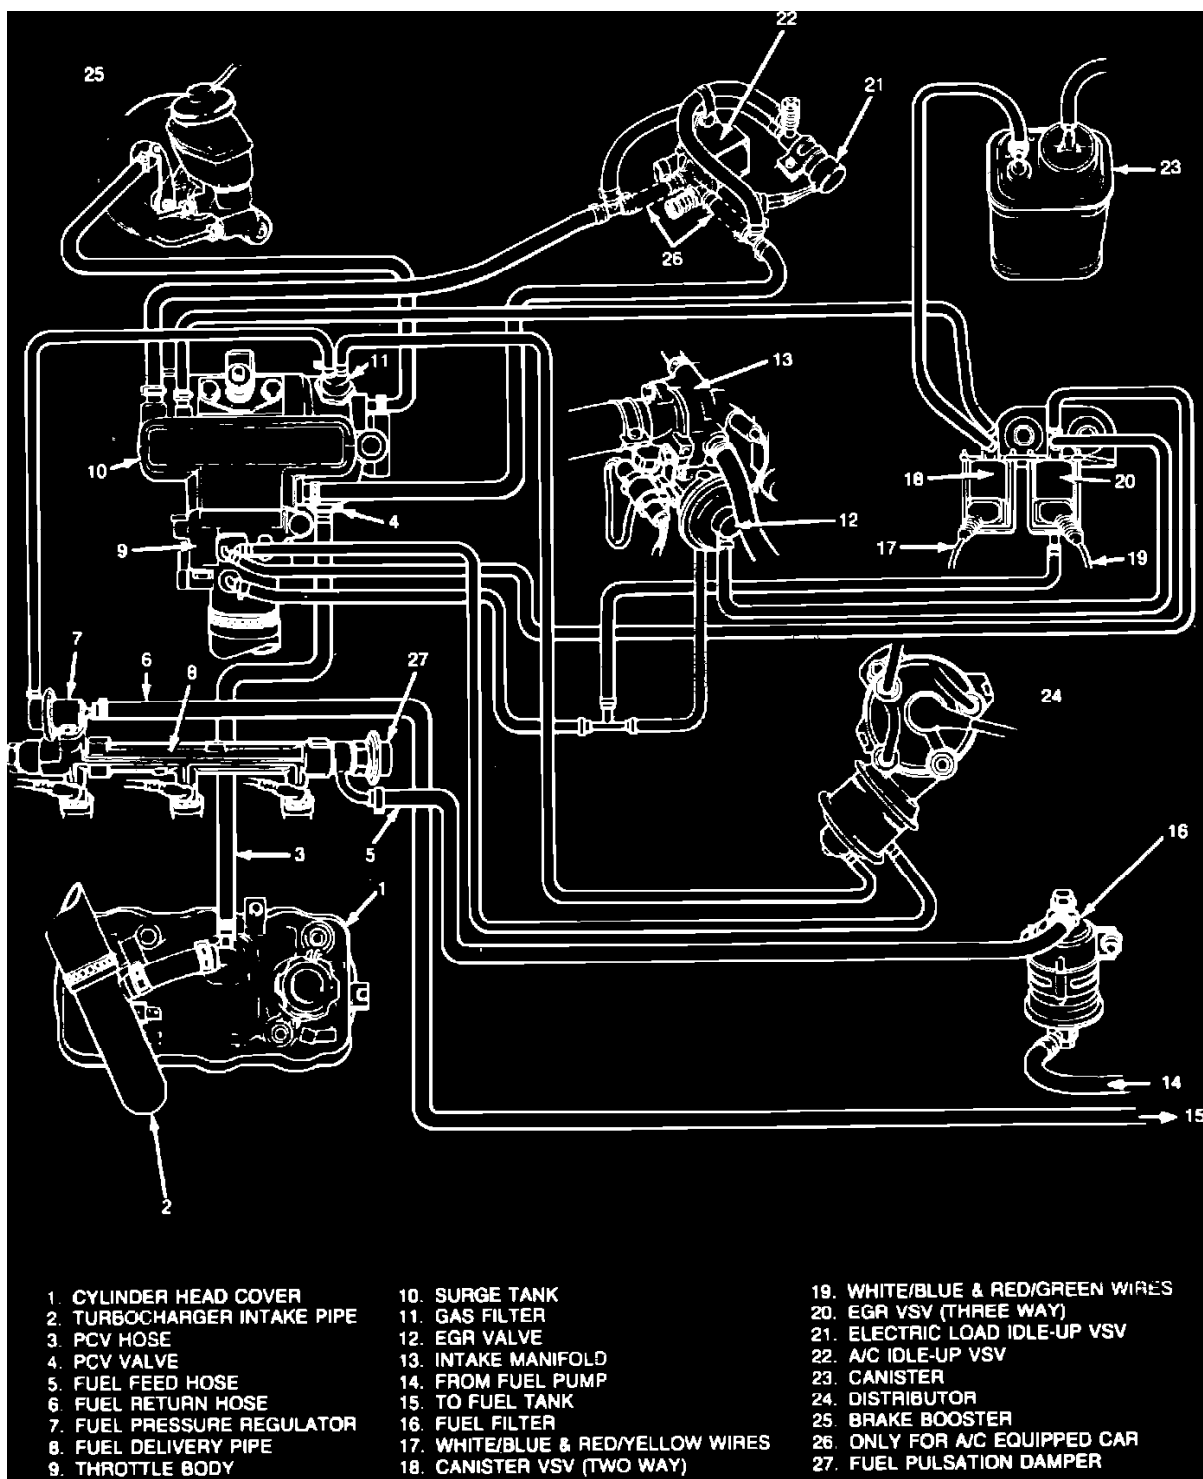 22
25
21
23
26
11
13
10
18
20
4
12
9
17
19
7
6
8
27
24
3
5
16
1
14
15
2
1. CYLINDER HEAD COVER
2. TURBOCHARGER INTAKE PIPE
3. PCV HOSE
4. PCV VALVE
5. FUEL FEED HOSE
6. FUEL RETURN HOSE
7. FUEL PRESSURE REGULATOR
8. FUEL DELIVERY PIPE
9. THROTTLE BODY
10. SURGE TANK
11. GAS FILTER
12. EGR VALVE
13. INTAKE MANIFOLD
14. FROM FUEL PUMP
15. TO FUEL TANK
16. FUEL FILTER
17. WHITE/BLUE & RED/YELLOW WIRES
18. CANISTER VSV (TWO WAY)
19. WHITE/BLUE & RED/GREEN WIRES
20. EGR VSV (THREE WAY)
21. ELECTRIC LOAD IDLE-UP VSV
22. A/C IDLE-UP VSV
23. CANISTER
24. DISTRIBUTOR
25. BRAKE BOOSTER
26. ONLY FOR A/C EQUIPPED CAR
27. FUEL PULSATION DAMPER